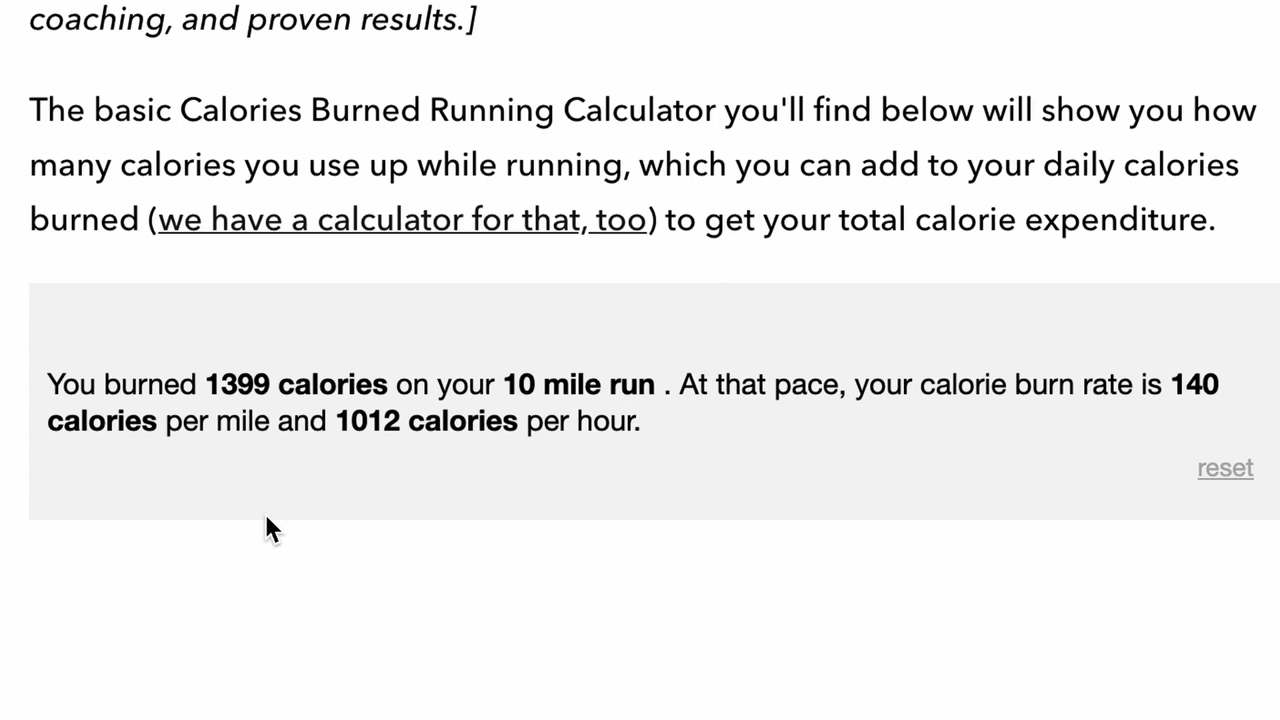 coaching, and proven results.]
The basic Calories Burned Running Calculator you'll find below will show you how
many calories you use up while running, which you can add to your daily calories
burned (we have a calculator for that, too) to get your total calorie expenditure.
You burned 1399 calories on your 10 mile run . At that pace, your calorie burn rate is 140
calories per mile and 1012 calories per hour.
reset